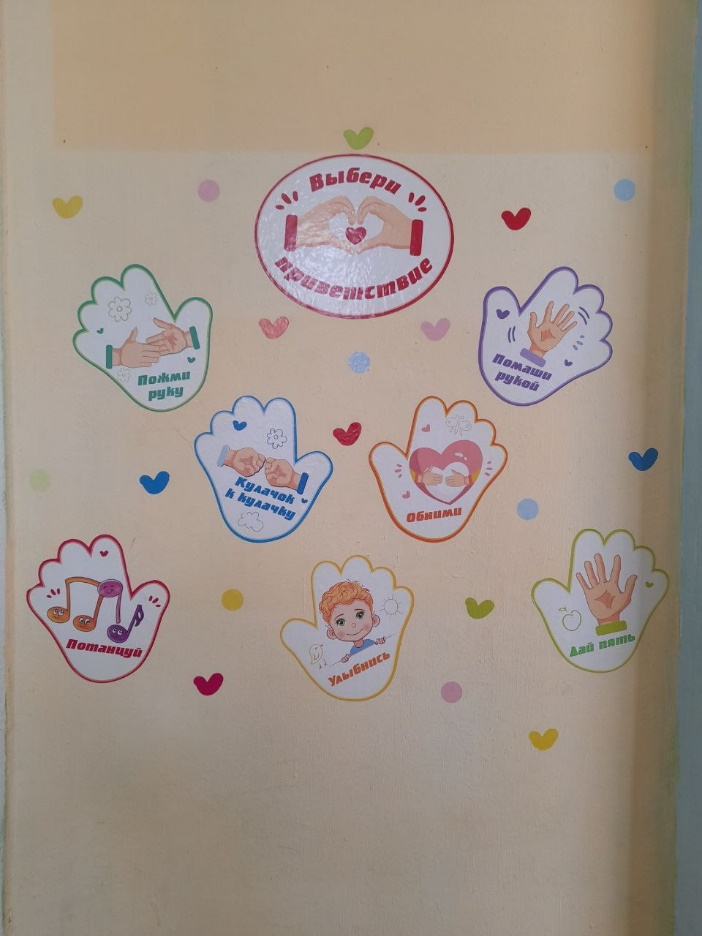 Выбери
приветствие
Пожми
руку
Помаши
рукой
Кулачок
к кулачку
Обними
Потанцуй
Улыбнись
Дай пять